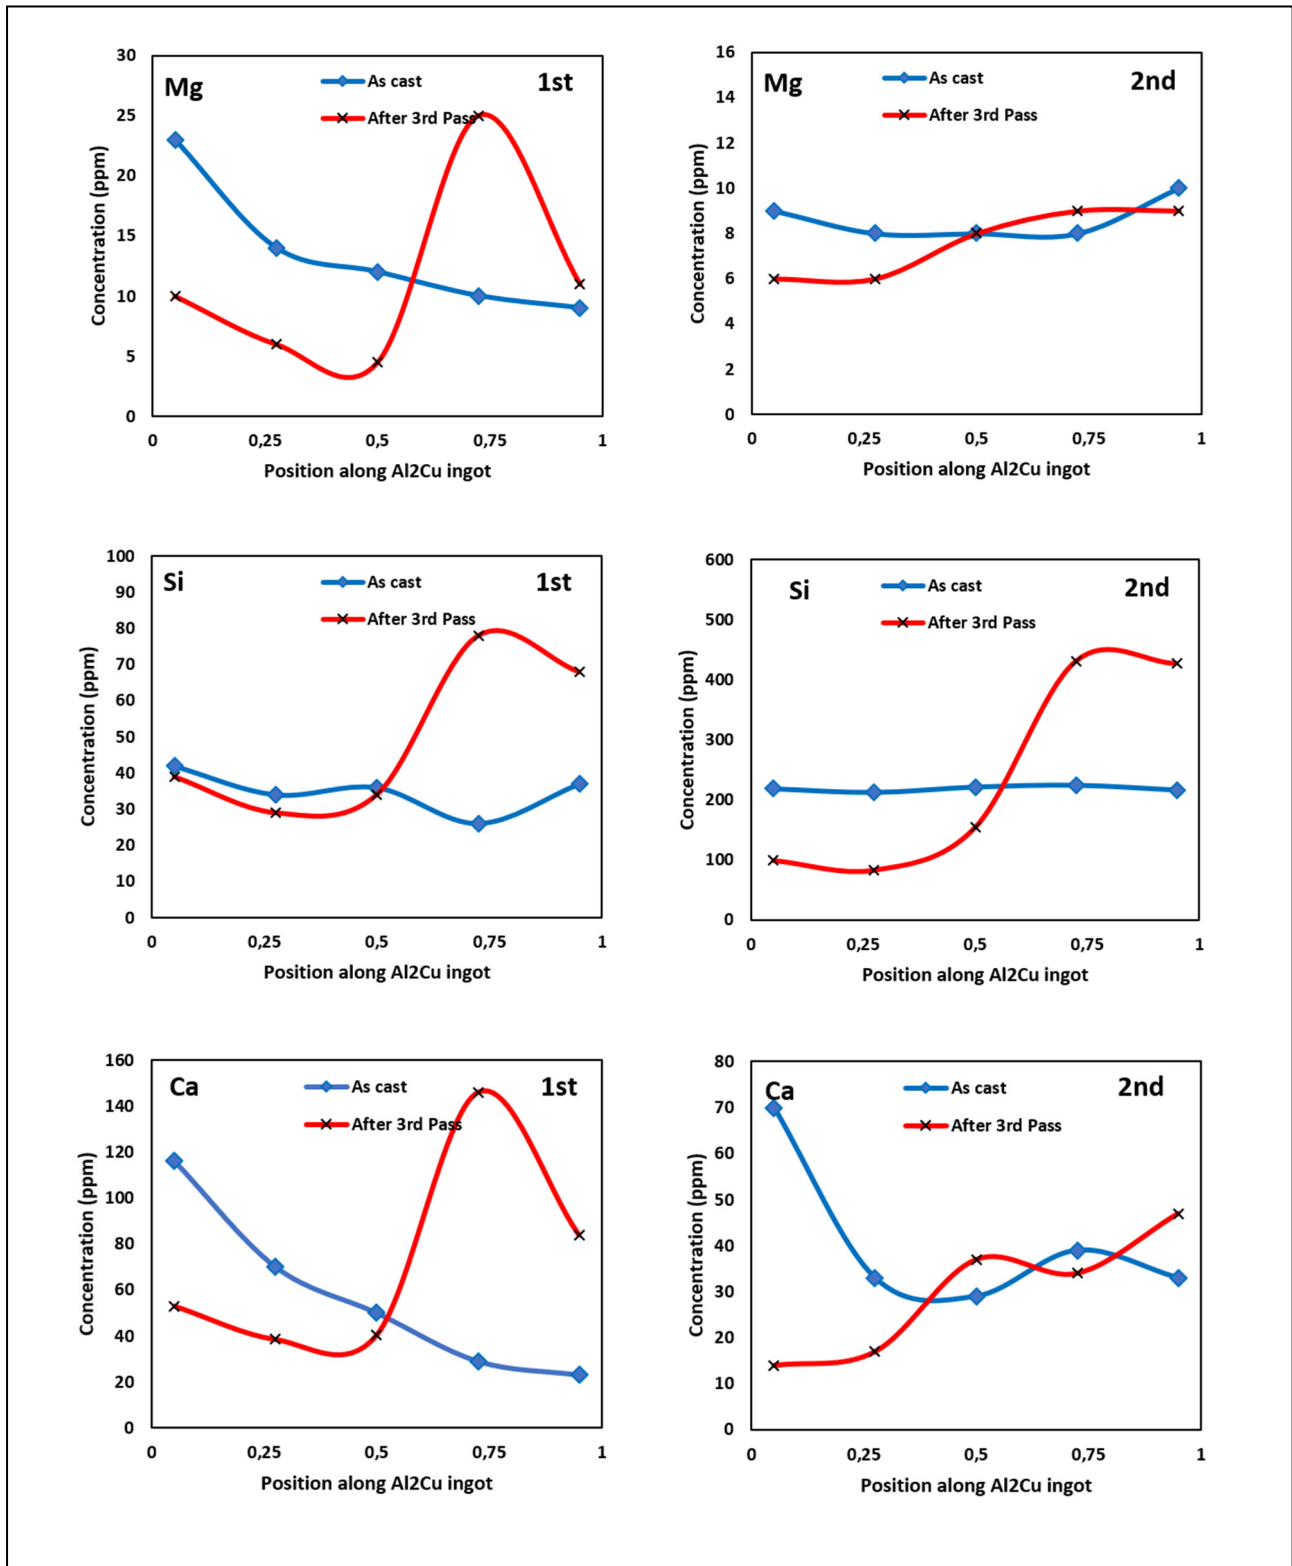 Mg
1st
As cast
After 3rd Pass
Concentration (ppm)
30
25
20
15
10
5
0
0
0,25
0,5
0,75
1
Position along Al2Cu ingot
Mg
2nd
As cast
After 3rd Pass
Concentration (ppm)
16
14
12
10
8
6
4
2
0
0
0,25
0,5
0,75
1
Position along Al2Cu ingot
Si
1st
As cast
After 3rd Pass
Concentration (ppm)
100
90
80
70
60
50
40
30
20
10
0
0
0,25
0,5
0,75
1
Position along Al2Cu ingot
Si
2nd
As cast
After 3rd Pass
Concentration (ppm)
600
500
400
300
200
100
0
0
0,25
0,5
0,75
1
Position along Al2Cu ingot
Ca
1st
As cast
After 3rd Pass
Concentration (ppm)
160
140
120
100
80
60
40
20
0
0
0,25
0,5
0,75
1
Position along Al2Cu ingot
Ca
2nd
As cast
After 3rd Pass
Concentration (ppm)
80
70
60
50
40
30
20
10
0
0
0,25
0,5
0,75
1
Position along Al2Cu ingot